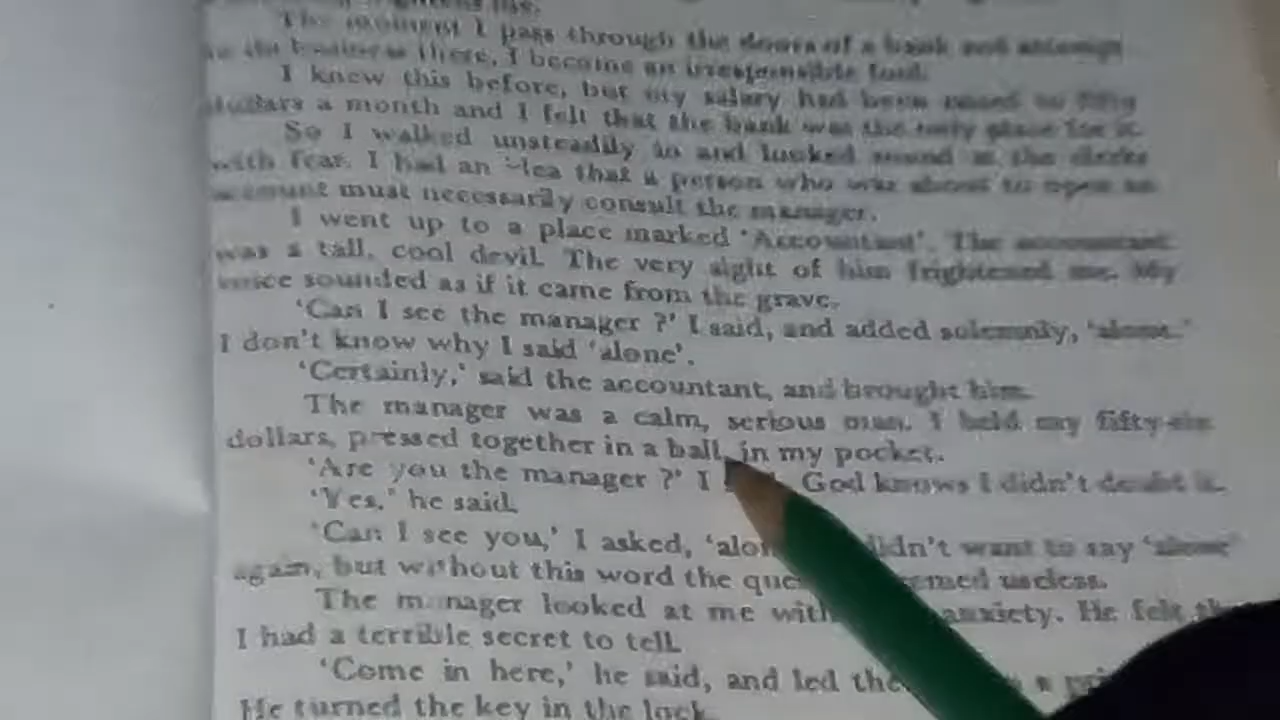 The moment I pass through the doors of a bank and attempt
to do business there, I become an irresponsible fool.
I knew this before, but my salary had been raised to fifty
dollars a month and I felt that the bank was the only place for it.
So I walked unsteadily in and looked round at the clerks
with fear. I had an idea that a person who was about to open an
account must necessarily consult the manager.
I went up to a place marked 'Accountant'. The accountant
was a tall, cool devil. The very sight of him frightened me. My
voice sounded as if it came from the grave.
'Can I see the manager ?' I said, and added solemnly, 'alone.'
I don't know why I said 'alone'.
'Certainly,' said the accountant, and brought him.
The manager was a calm, serious man. I held my fifty-six
dollars, pressed together in a ball, in my pocket.
'Are you the manager ?' I God knows I didn't doubt it.
'Yes,' he said.
'Can I see you,' I asked, 'alon didn't want to say 'alone'
again, but without this word the que emed useless.
The manager looked at me with anxiety. He felt th
I had a terrible secret to tell.
'Come in here,' he said, and led the a pri
He turned the key in the lock.